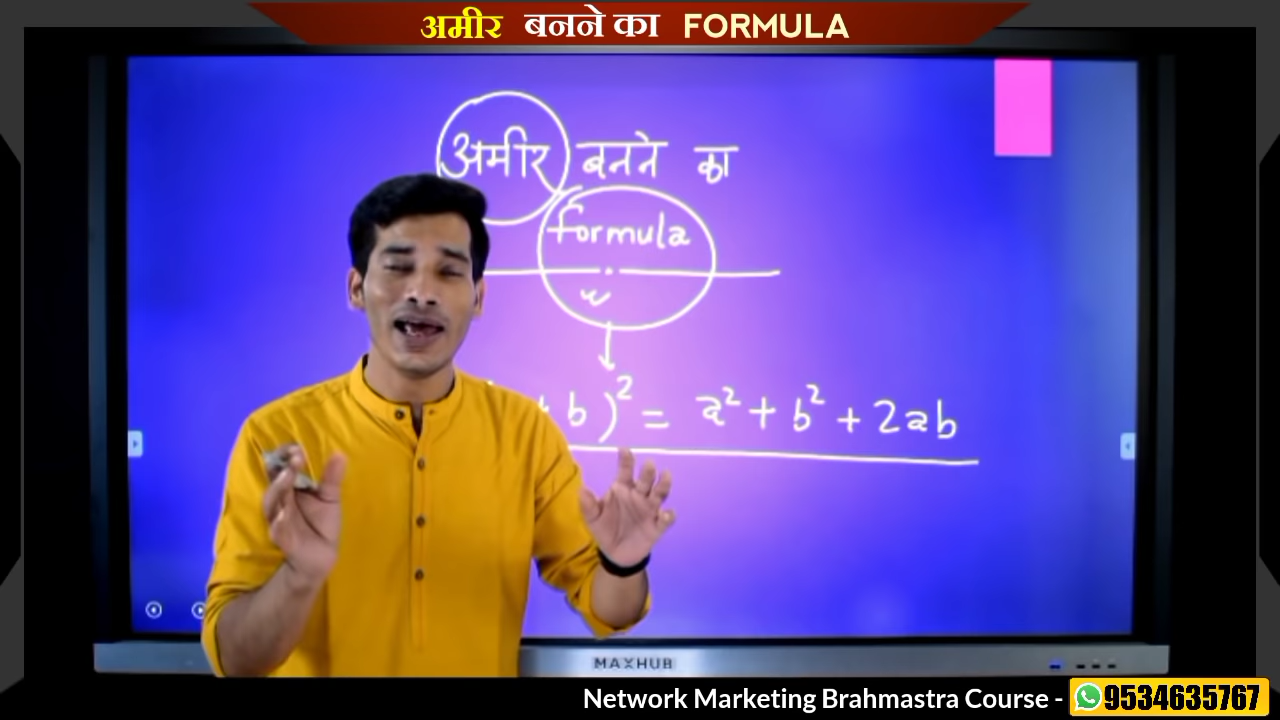 अमीर बनने का FORMULA
अमीर बनने का
formula
b)² = a² + b² + 2ab
MAXHUB
Network Marketing Brahmastra Course - 9534635767